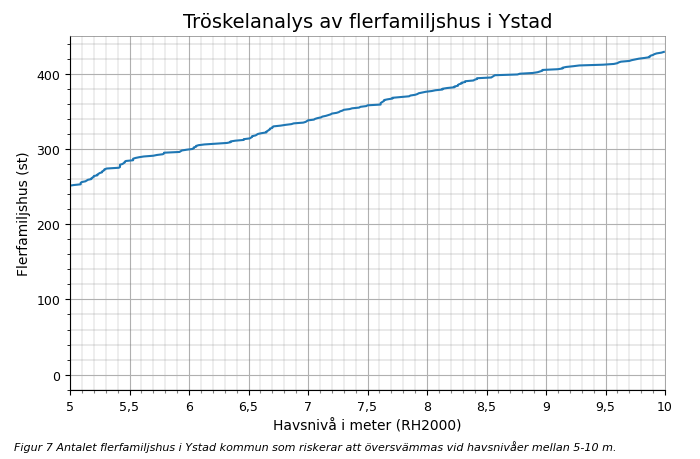 Tröskelanalys av flerfamiljshus i Ystad
400
300
200
100
0
Flerfamiljshus (st)
5 5,5 6 6,5 7 7,5 8 8,5 9 9,5 10
Havsnivå i meter (RH2000)
Figur 7 Antalet flerfamiljshus i Ystad kommun som riskerar att översvämmas vid havsnivåer mellan 5-10 m.